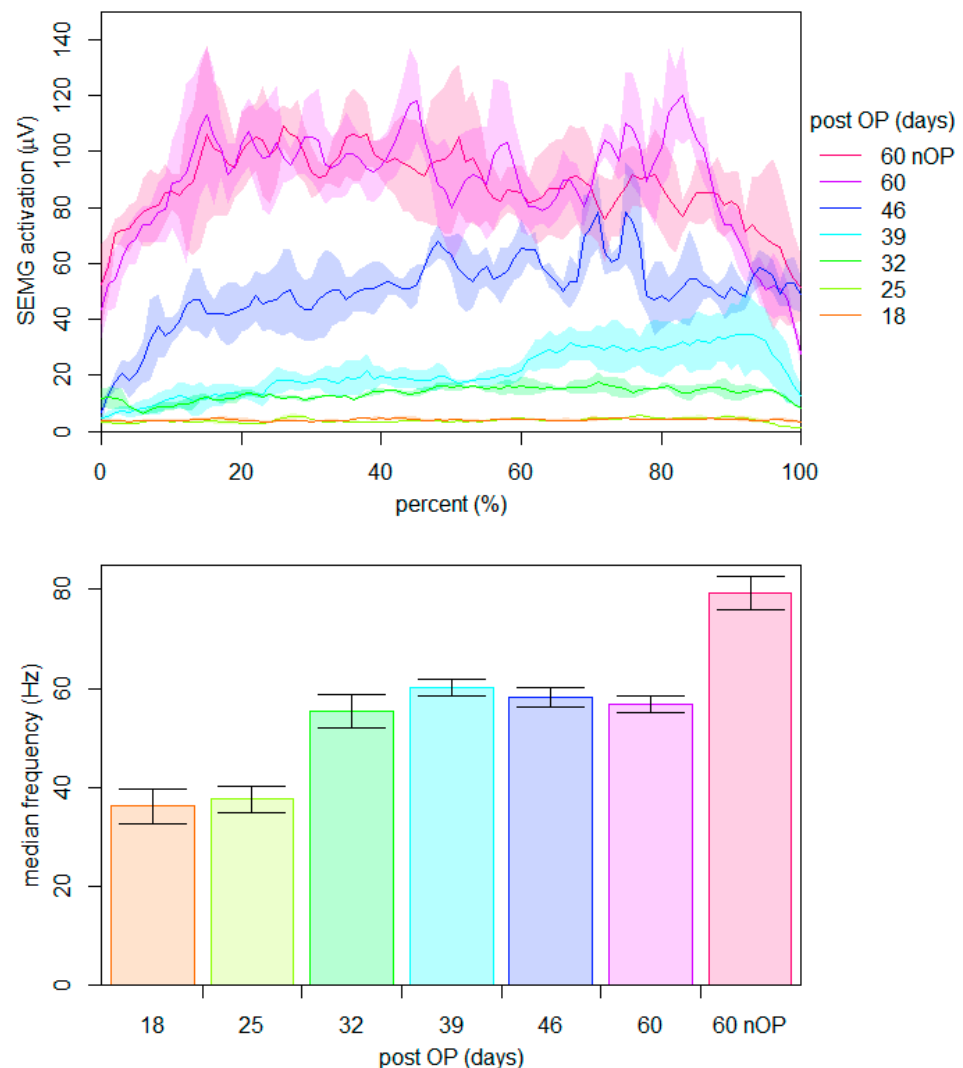 140
120
100
80
60
40
20
0
SEMG activation (µV)
0 20 40 60 80 100
percent (%)
post OP (days)
60 nOP
60
46
39
32
25
18
80
60
40
20
0
median frequency (Hz)
18 25 32 39 46 60 60 nOP
post OP (days)